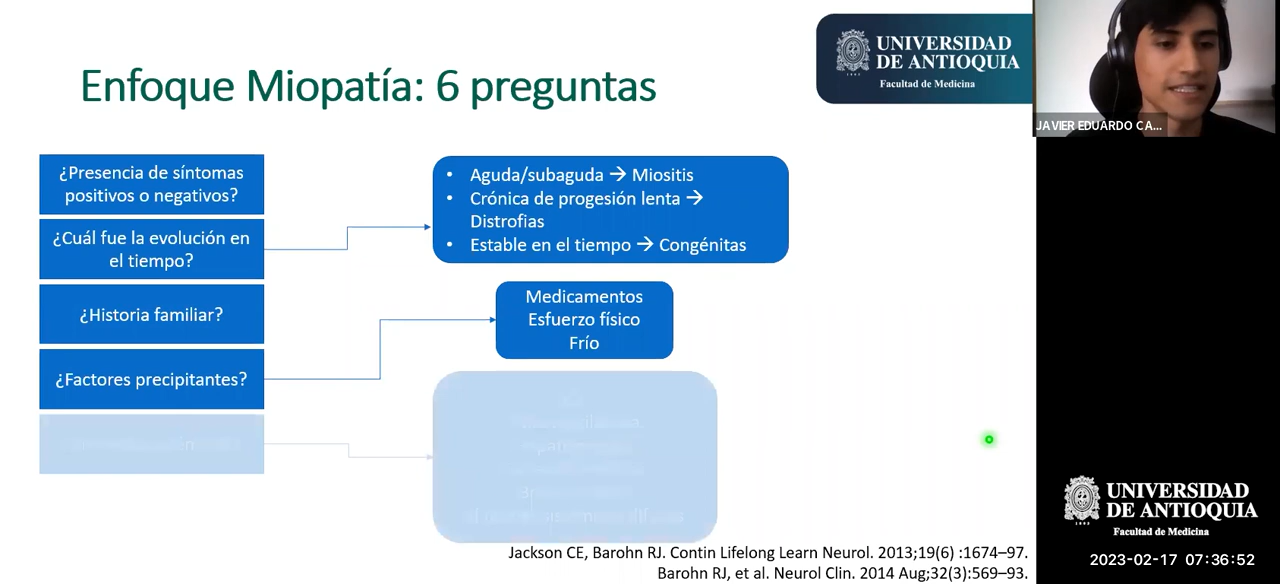 Enfoque Miopatía: 6 preguntas
UNIVERSIDAD
DE ANTIOQUIA
1803
Facultad de Medicina
JAVIER EDUARDO CA...
¿Presencia de síntomas
positivos o negativos?
¿Cuál fue la evolución en
el tiempo?
¿Historia familiar?
¿Factores precipitantes?
• Aguda/subaguda → Miositis
• Crónica de progesión lenta →
Distrofias
• Estable en el tiempo → Congénitas
Medicamentos
Esfuerzo físico
Frío
Jackson CE, Barohn RJ. Contin Lifelong Learn Neurol. 2013;19(6) :1674–97.
Barohn RJ, et al. Neurol Clin. 2014 Aug;32(3):569–93.
UNIVERSIDAD
DE ANTIOQUIA
1803
Facultad de Medicina
2023-02-17 07:36:52